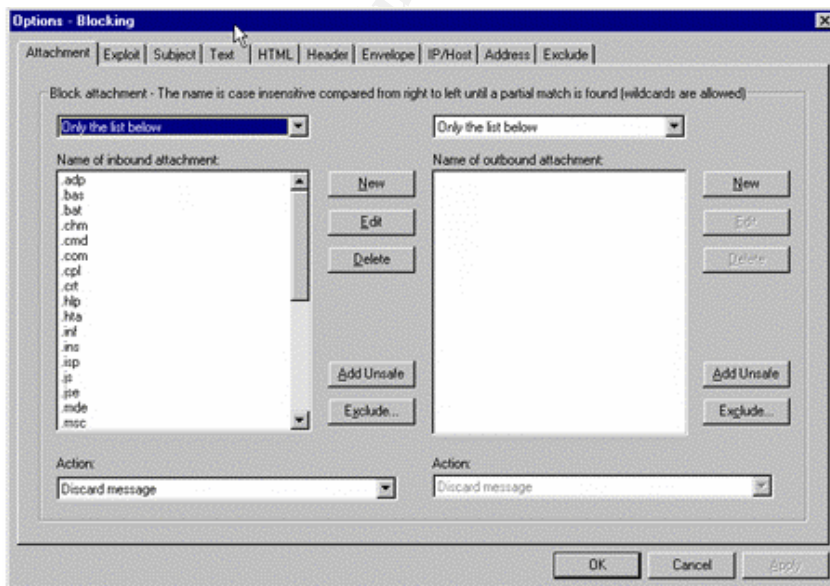 Options - Blocking
Attachment Exploit Subject Text HTML Header Envelope IP/Host Address Exclude
Block attachment - The name is case insensitive compared from right to left until a partial match is found (wildcards are allowed)
Only the list below
Only the list below
Name of inbound attachment:
Name of outbound attachment:
.adp
.bas
.bat
.chm
.cmd
.com
.cpl
.crt
.hlp
.hta
.inf
.ins
.isp
.js
.jse
.mde
.msc
New
Edit
Delete
Add Unsafe
Exclude...
New
Edit
Delete
Add Unsafe
Exclude...
Action:
Discard message
Action:
Discard message
OK
Cancel
Apply